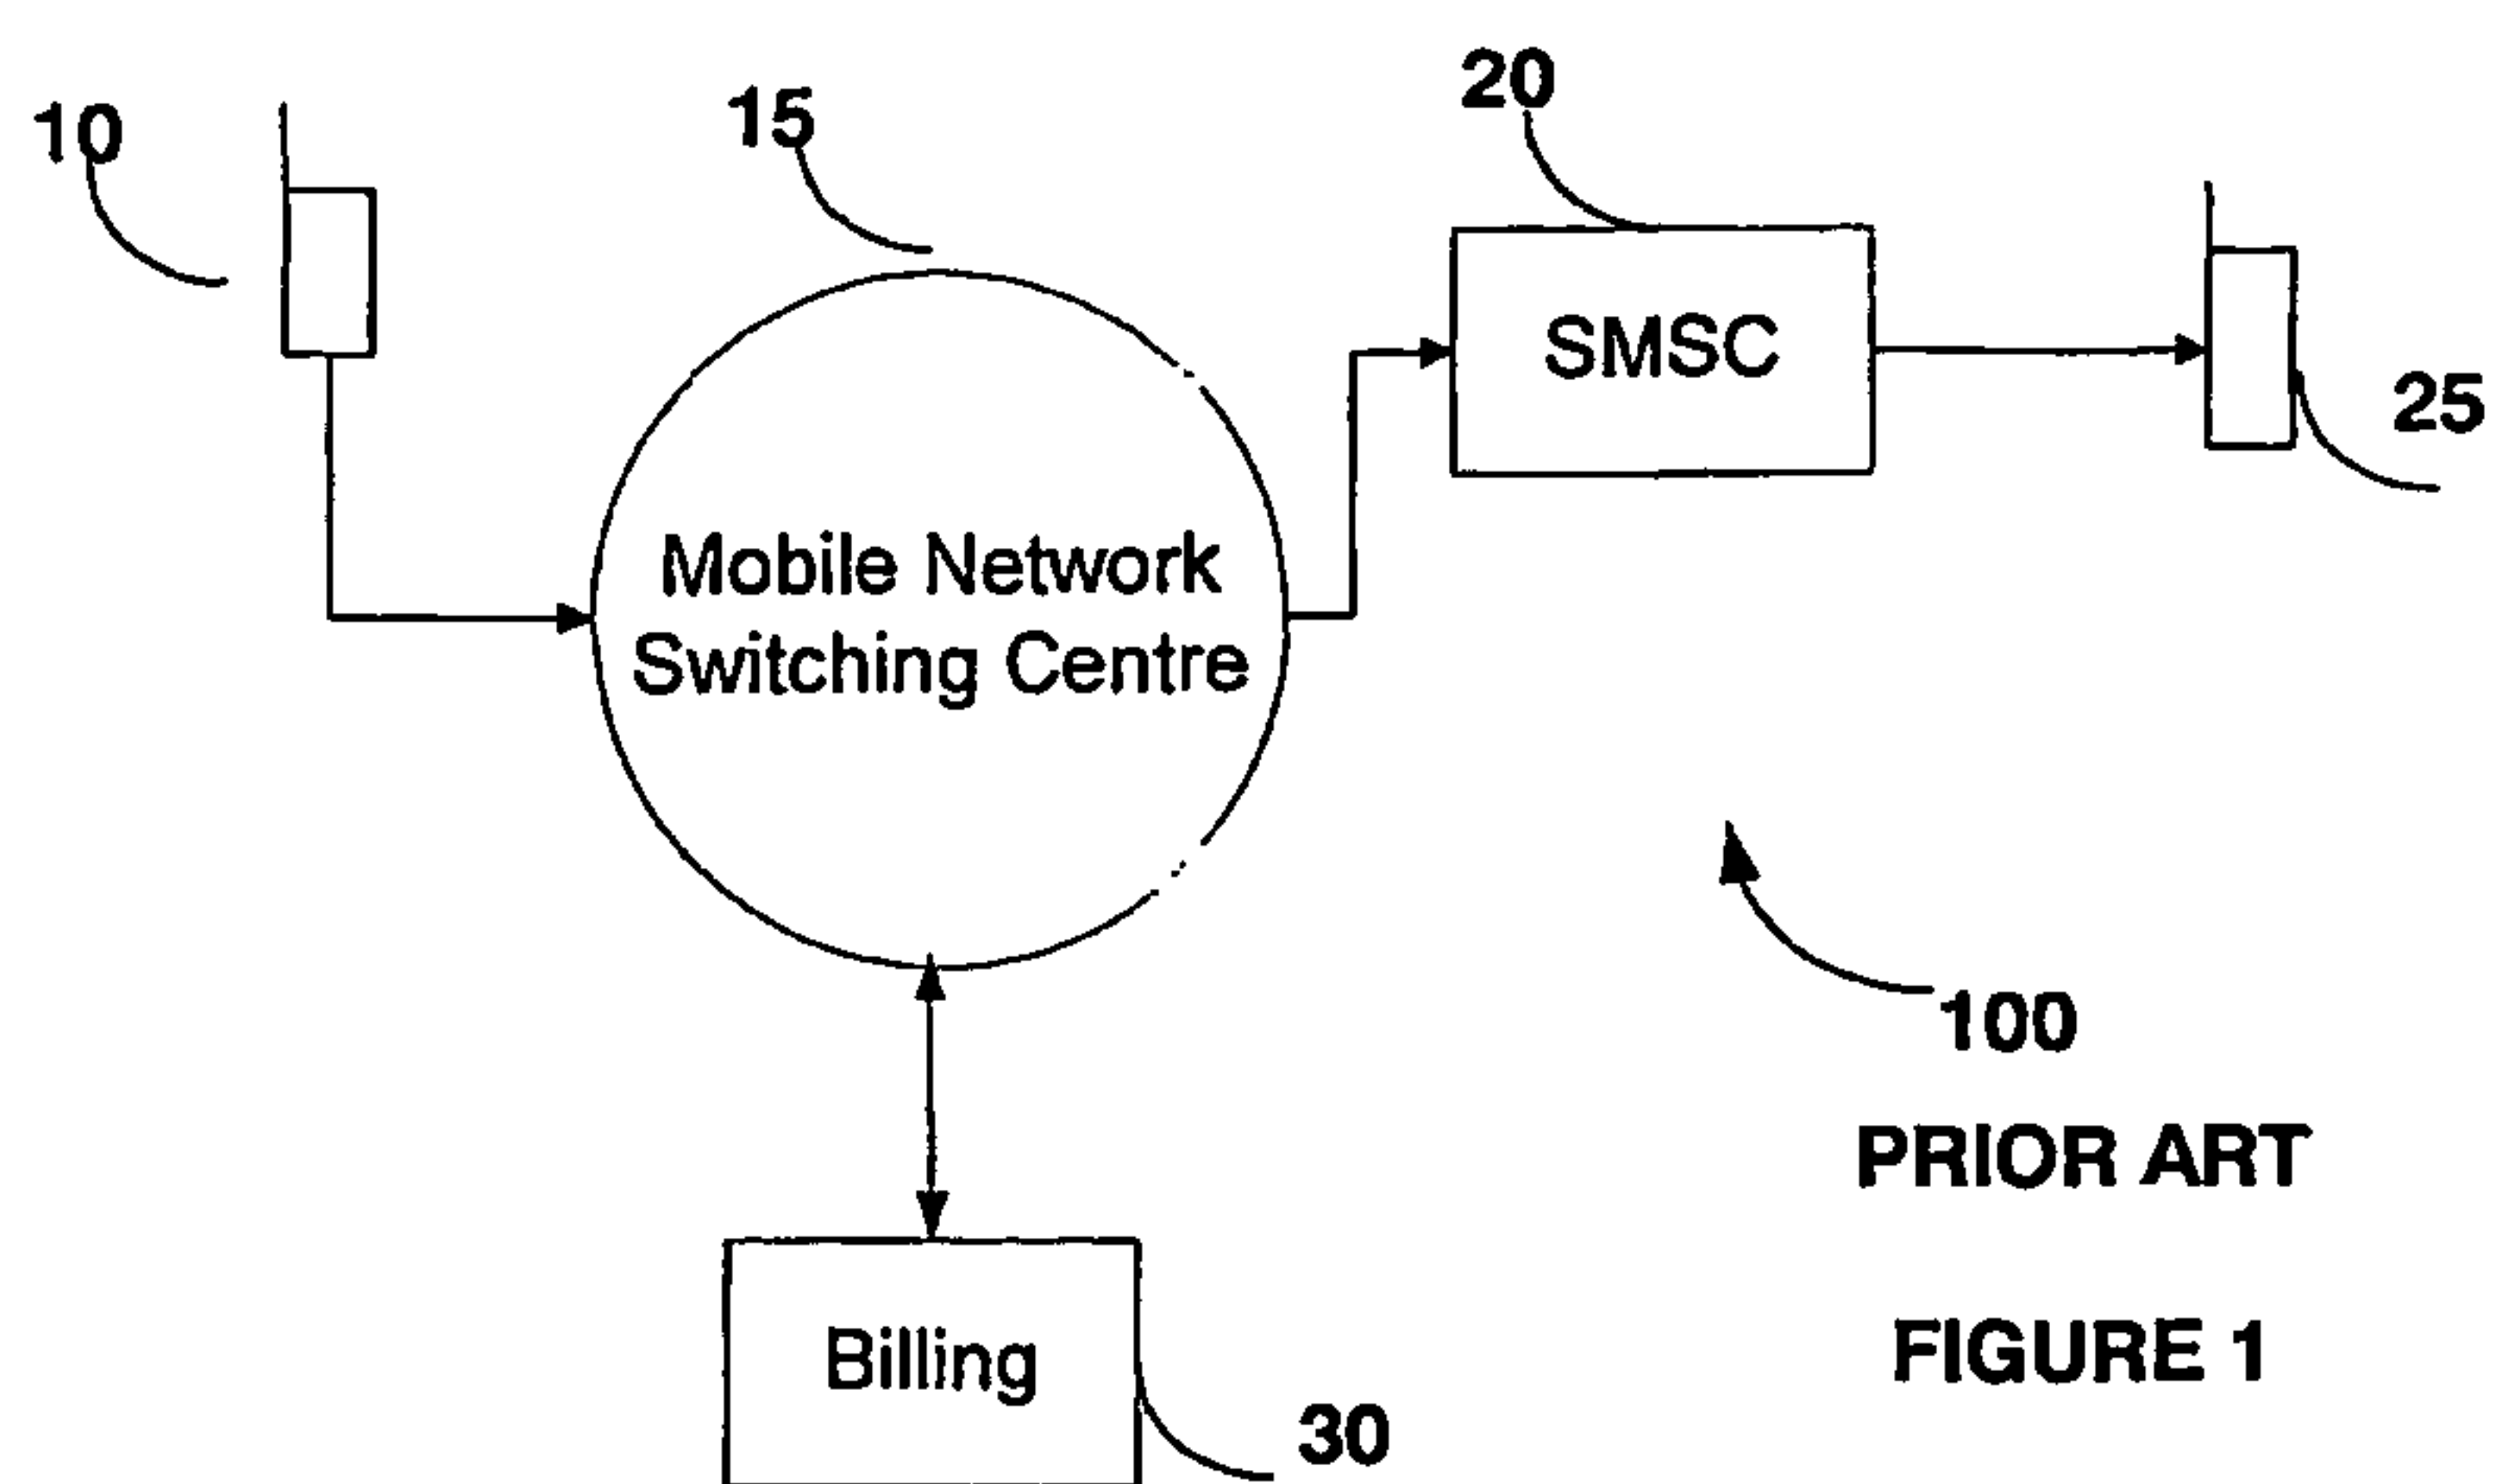 10
15
20
SMSC
25
Mobile Network
Switching Centre
100
PRIOR ART
Billing
FIGURE 1
30